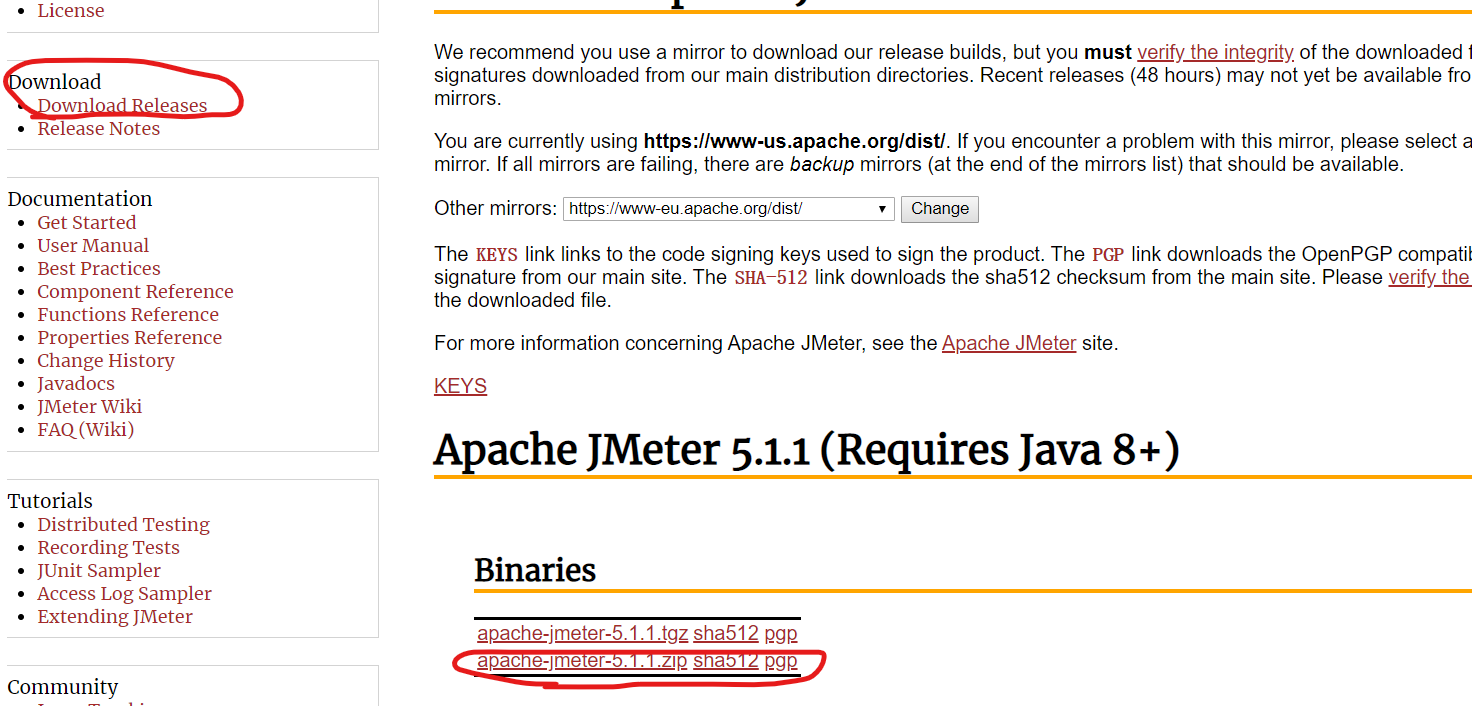 License
Download
Download Releases
Release Notes
Documentation
Get Started
User Manual
Best Practices
Component Reference
Functions Reference
Properties Reference
Change History
Javadocs
JMeter Wiki
FAQ (Wiki)
Tutorials
Distributed Testing
Recording Tests
JUnit Sampler
Access Log Sampler
Extending JMeter
Community
We recommend you use a mirror to download our release builds, but you must verify the integrity of the downloaded
signatures downloaded from our main distribution directories. Recent releases (48 hours) may not yet be available
mirrors.
You are currently using https://www-us.apache.org/dist/. If you encounter a problem with this mirror, please select
mirror. If all mirrors are failing, there are backup mirrors (at the end of the mirrors list) that should be available.
Other mirrors: https://www-eu.apache.org/dist/ Change
The KEYS link links to the code signing keys used to sign the product. The PGP link downloads the OpenPGP
signature from our main site. The SHA-512 link downloads the sha512 checksum from the main site. Please verify the
the downloaded file.
For more information concerning Apache JMeter, see the Apache JMeter site.
KEYS
Apache JMeter 5.1.1 (Requires Java 8+)
Binaries
apache-jmeter-5.1.1.tgz sha512 pgp
apache-jmeter-5.1.1.zip sha512 pgp